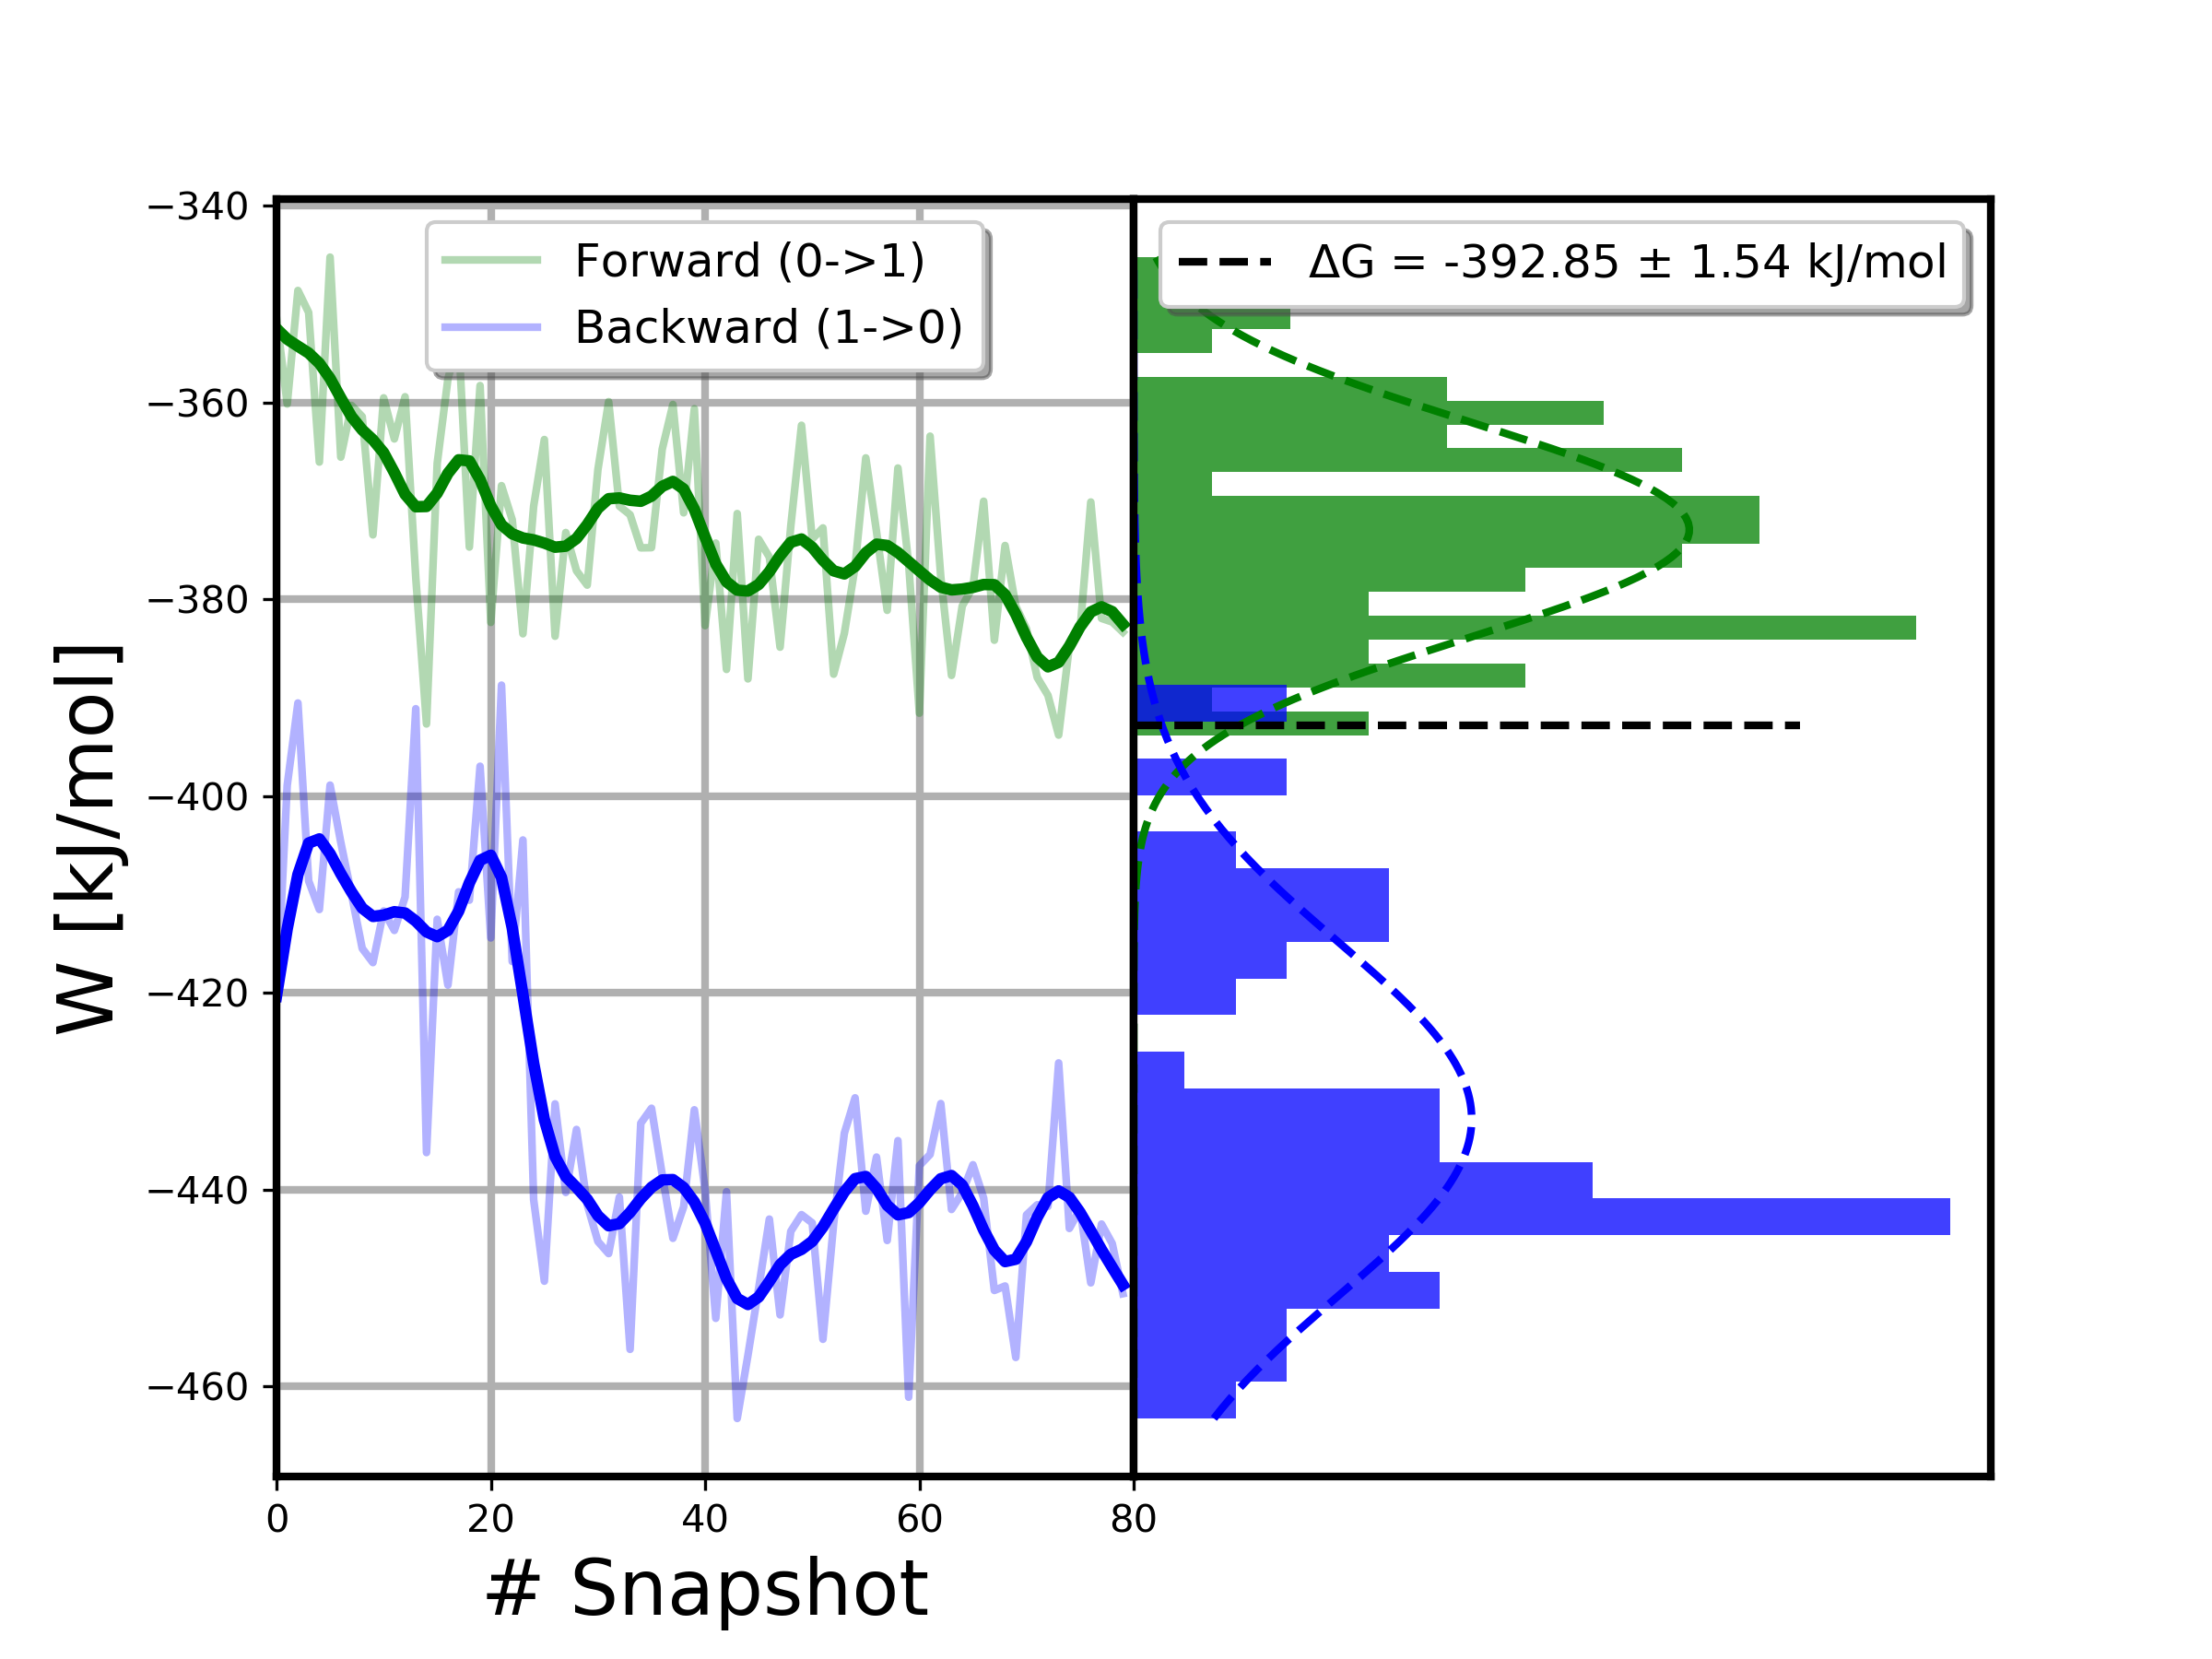 −340
−360
−380
−400
−420
−440
−460
W [kJ/mol]
Forward (0->1)
Backward (1->0)
ΔG = -392.85 ± 1.54 kJ/mol
0 20 40 60 80
# Snapshot